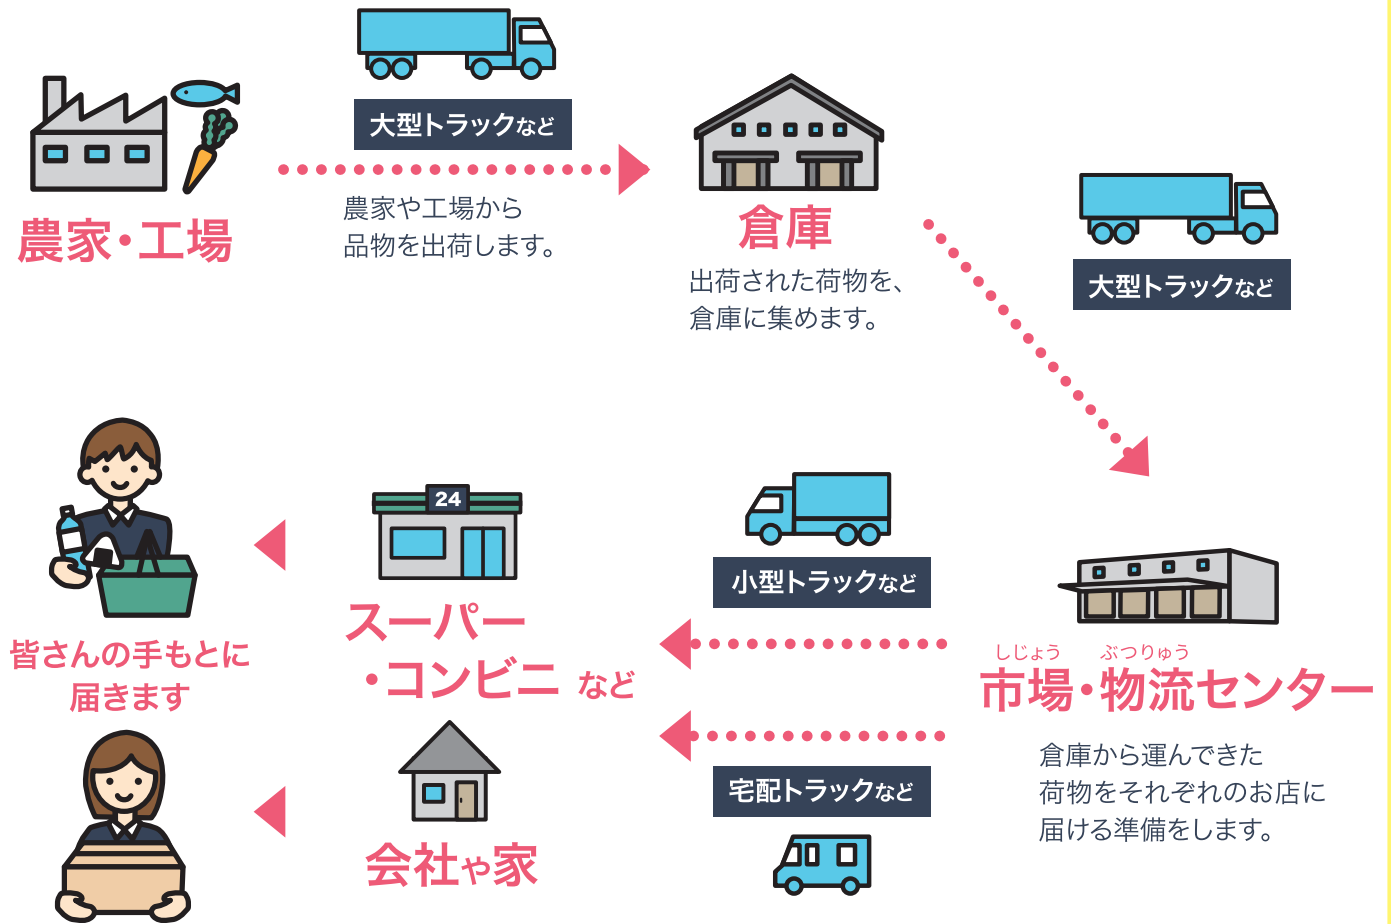 大型トラックなど
農家・工場
農家や工場から
品物を出荷します。
倉庫
出荷された荷物を、
倉庫に集めます。
大型トラックなど
しじょう ぶつりゅう
市場・物流センター
倉庫から運んできた
荷物をそれぞれのお店に
届ける準備をします。
小型トラックなど
宅配トラックなど
24
スーパー
・コンビニ など
会社や家
皆さんの手もとに
届きます